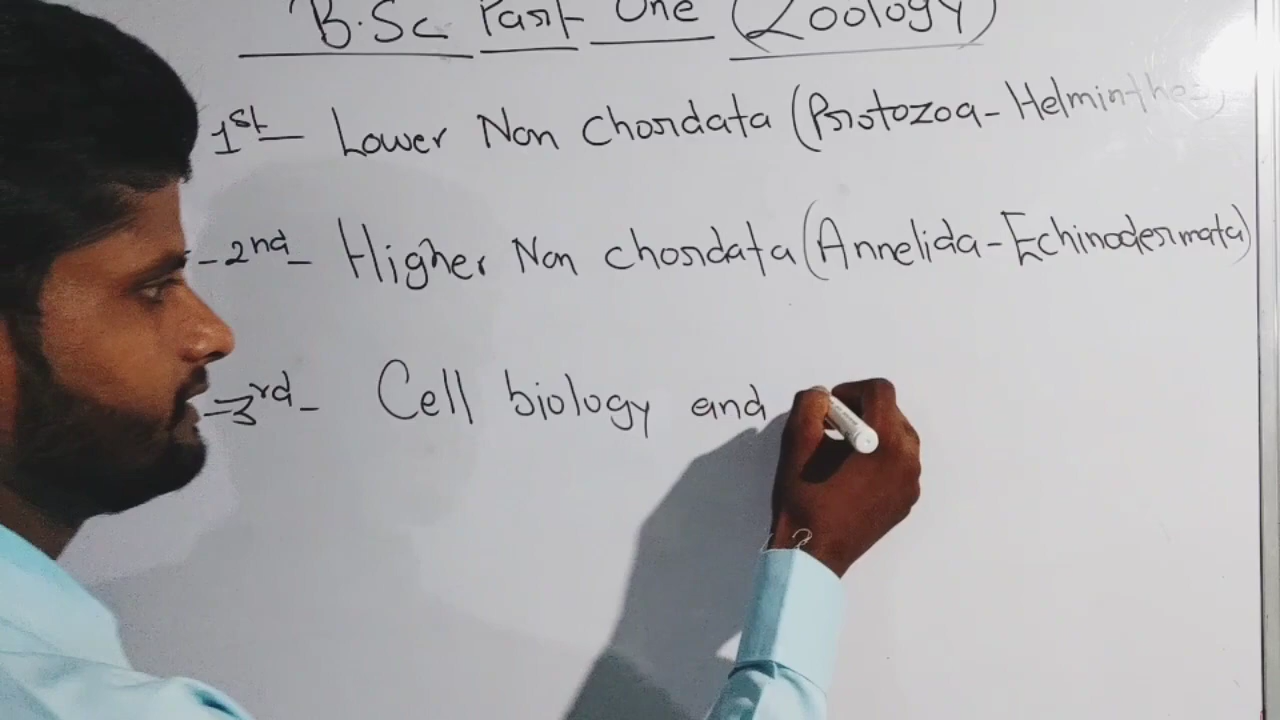 B.Sc Part One (Zoology)
1st- Lower Non Chordata (Protozoa-Helminthes)
-2nd- Higher Non chordata (Annelida-Echinodermata)
-3rd- Cell biology and